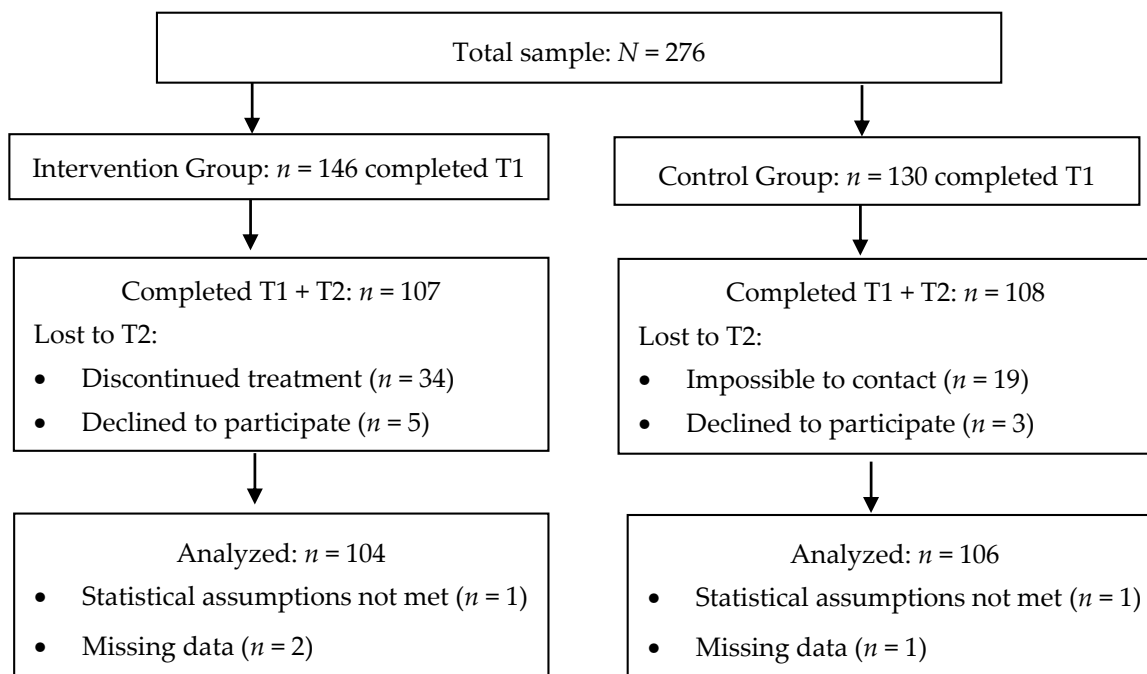 Total sample: N = 276
Intervention Group: n = 146 completed T1
Control Group: n = 130 completed T1
Completed T1 + T2: n = 107
Lost to T2:
• Discontinued treatment (n = 34)
• Declined to participate (n = 5)
Completed T1 + T2: n = 108
Lost to T2:
• Impossible to contact (n = 19)
• Declined to participate (n = 3)
Analyzed: n = 104
• Statistical assumptions not met (n = 1)
• Missing data (n = 2)
Analyzed: n = 106
• Statistical assumptions not met (n = 1)
• Missing data (n = 1)